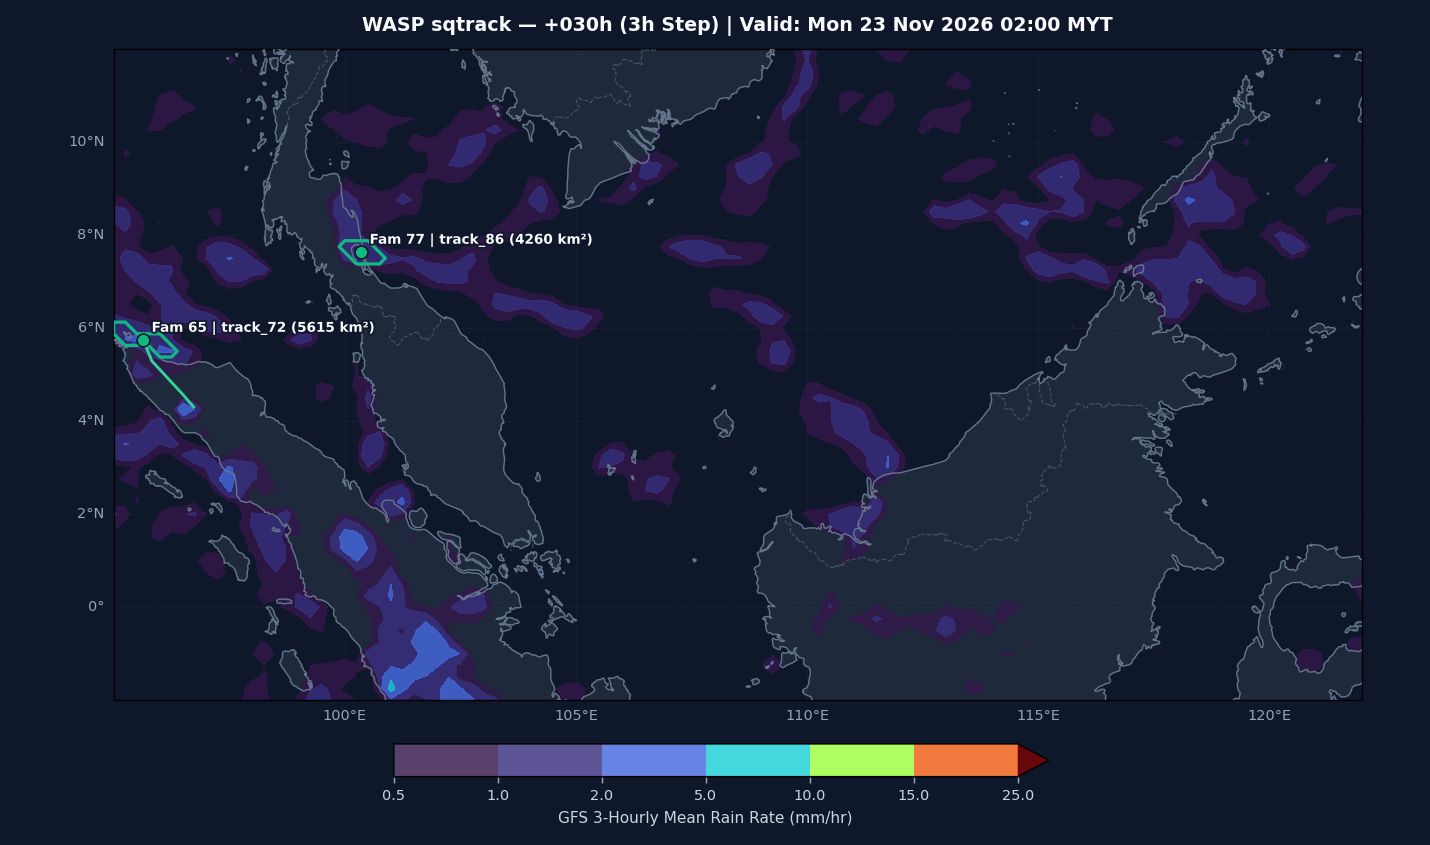 WASP sqtrack — +030h (3h Step) | Valid: Mon 23 Nov 2026 02:00 MYT
10°N
8°N
Fam 77 | track_86 (4260 km²)
6°N
Fam 65 | track_72 (5615 km²)
4°N
2°N
0°
100°E 105°E 110°E 115°E 120°E
0.5 1.0 2.0 5.0 10.0 15.0 25.0
GFS 3-Hourly Mean Rain Rate (mm/hr)